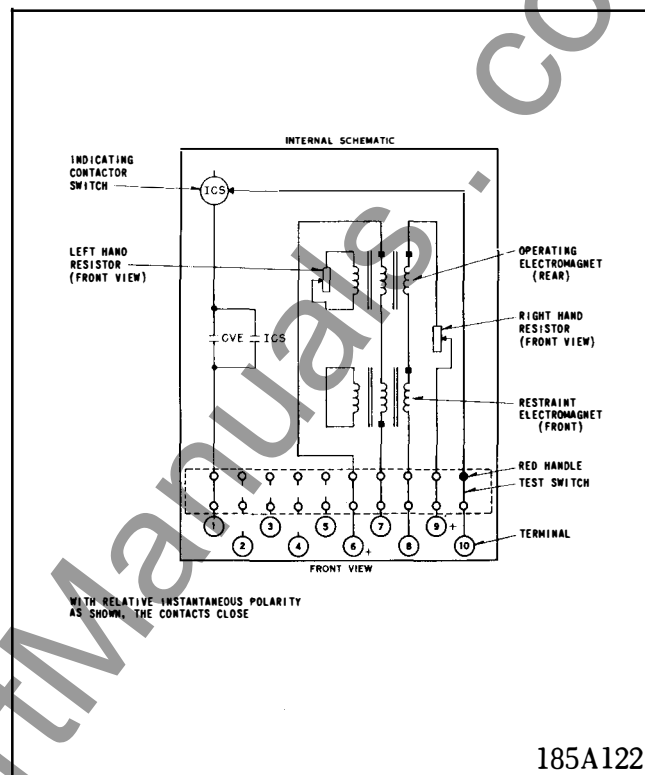 INTERNAL SCHEMATIC
INDICATING
CONTACTOR
SWITCH
ICS
LEFT HAND
RESISTOR
(FRONT VIEW)
OPERATING
ELECTROMAGNET
(REAR)
RIGHT HAND
RESISTOR
(FRONT VIEW)
CVE ICS
RESTRAINT
ELECTROMAGNET
(FRONT)
RED HANDLE
TEST SWITCH
1 3 5 7 9 +
2 4 6 + 8 10
TERMINAL
FRONT VIEW
WITH RELATIVE INSTANTANEOUS POLARITY
AS SHOWN, THE CONTACTS CLOSE
185A122